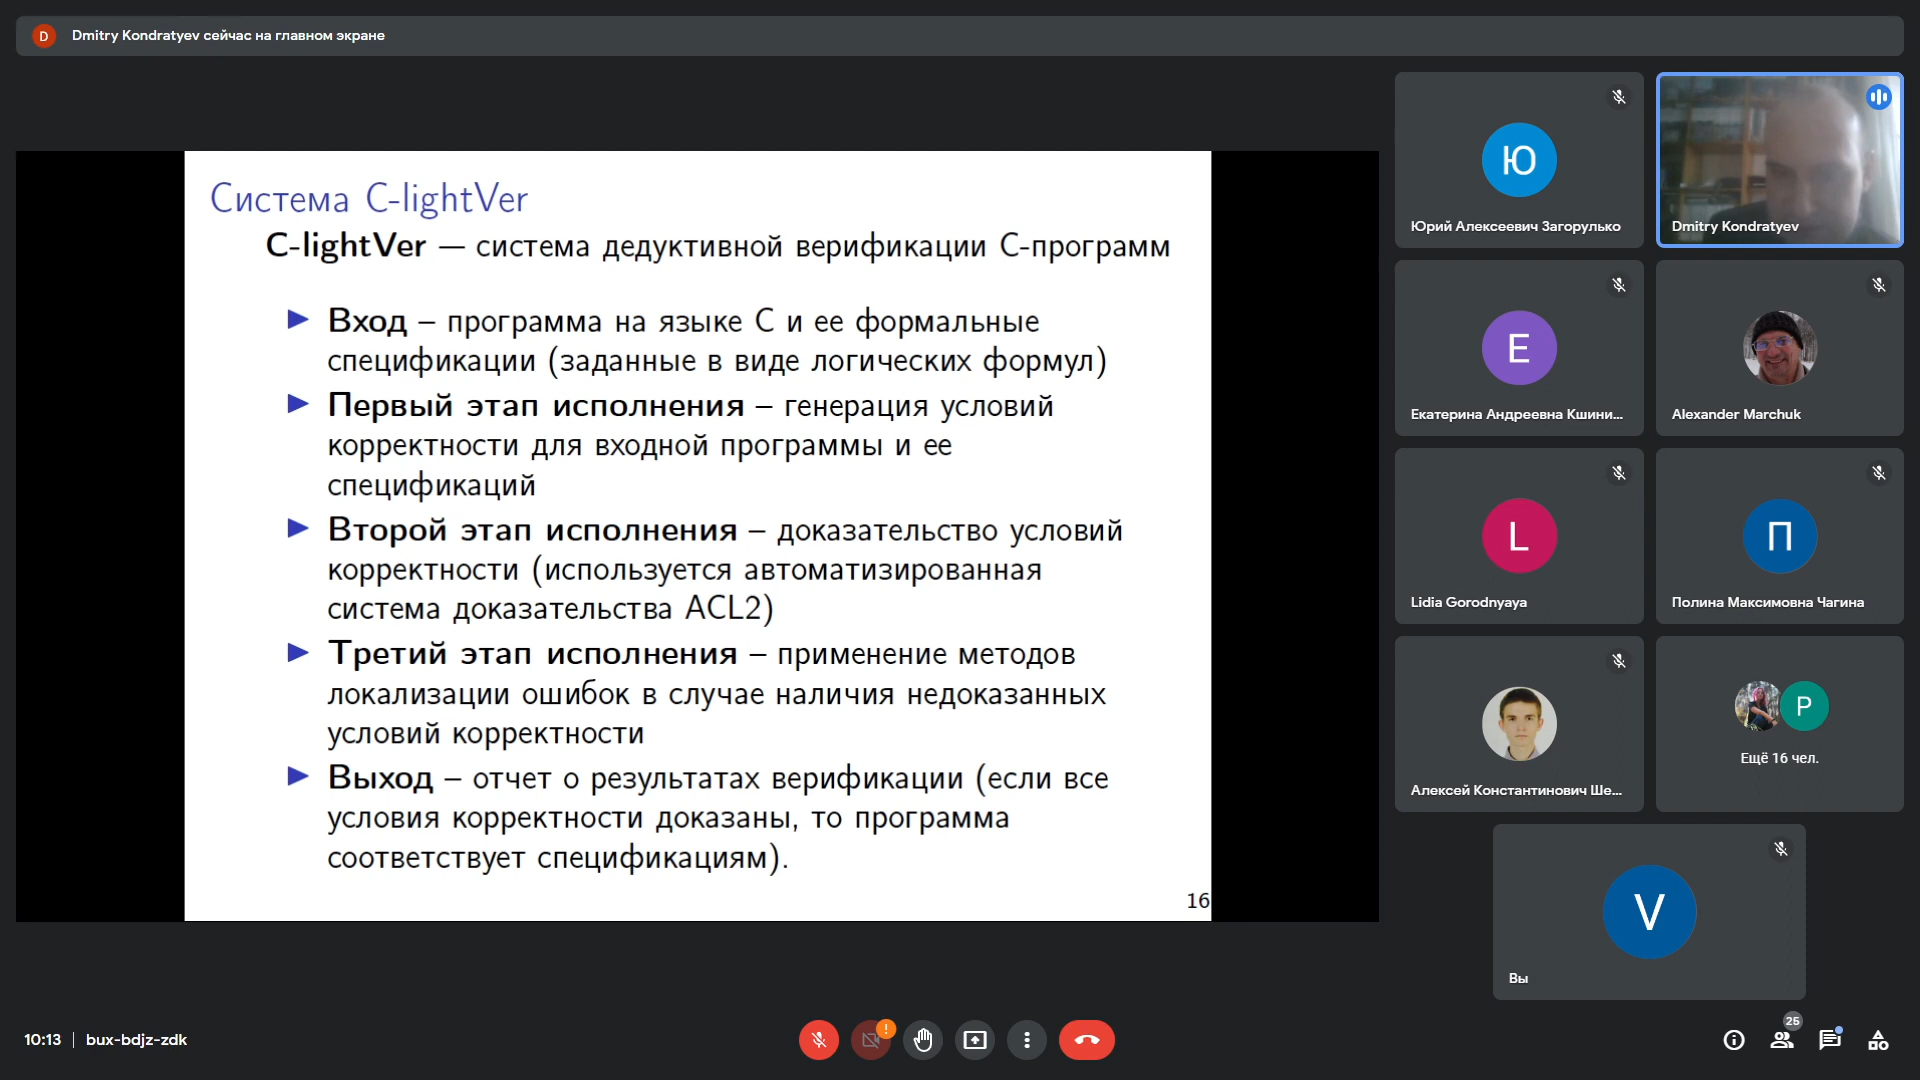 D
Dmitry Kondratyev сейчас на главном экране
Система C-lightVer
C-lightVer — система дедуктивной верификации C-программ
Вход – программа на языке C и ее формальные
спецификации (заданные в виде логических формул)
Первый этап исполнения – генерация условий
корректности для входной программы и ее
спецификаций
Второй этап исполнения – доказательство условий
корректности (используется автоматизированная
система доказательства ACL2)
Третий этап исполнения – применение методов
локализации ошибок в случае наличия недоказанных
условий корректности
Выход – отчет о результатах верификации (если все
условия корректности доказаны, то программа
соответствует спецификациям).
16
Ю
Юрий Алексеевич Загорулько
Dmitry Kondratyev
Е
Екатерина Андреевна Кшини...
Alexander Marchuk
L
Lidia Gorodnyaya
П
Полина Максимовна Чагина
Алексей Константинович Ше...
P
Ещё 16 чел.
V
Вы
10:13 | bux-bdjz-zdk
!
25